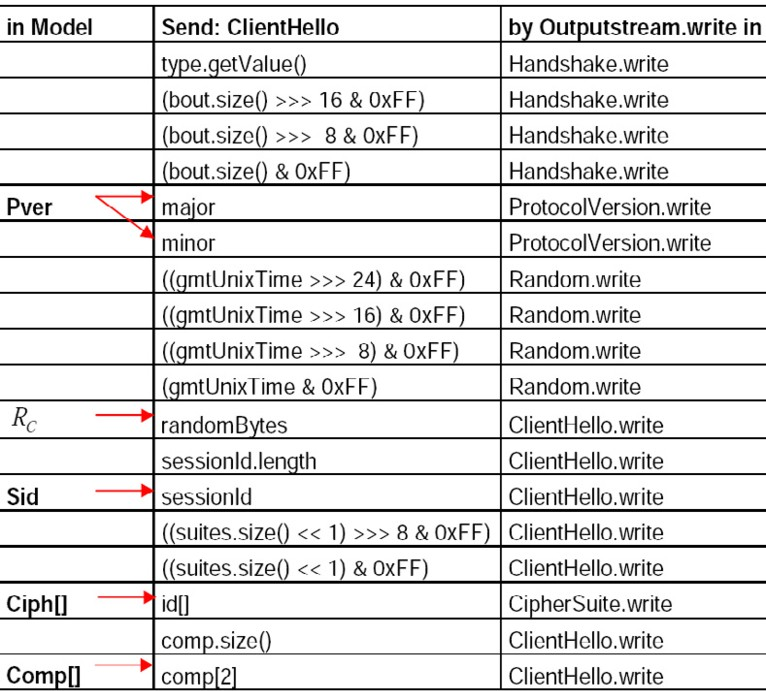 in Model Send: ClientHello by Outputstream.write in
type.getValue() Handshake.write
(bout.size() >>> 16 & 0xFF) Handshake.write
(bout.size() >>>  8 & 0xFF) Handshake.write
(bout.size() & 0xFF) Handshake.write
Pver major ProtocolVersion.write
minor ProtocolVersion.write
((gmtUnixTime >>> 24) & 0xFF) Random.write
((gmtUnixTime >>> 16) & 0xFF) Random.write
((gmtUnixTime >>>  8) & 0xFF) Random.write
(gmtUnixTime & 0xFF) Random.write
R_C randomBytes ClientHello.write
sessionId.length ClientHello.write
Sid sessionId ClientHello.write
((suites.size() << 1) >>> 8 & 0xFF) ClientHello.write
((suites.size() << 1) & 0xFF) ClientHello.write
Ciph[] id[] CipherSuite.write
comp.size() ClientHello.write
Comp[] comp[2] ClientHello.write